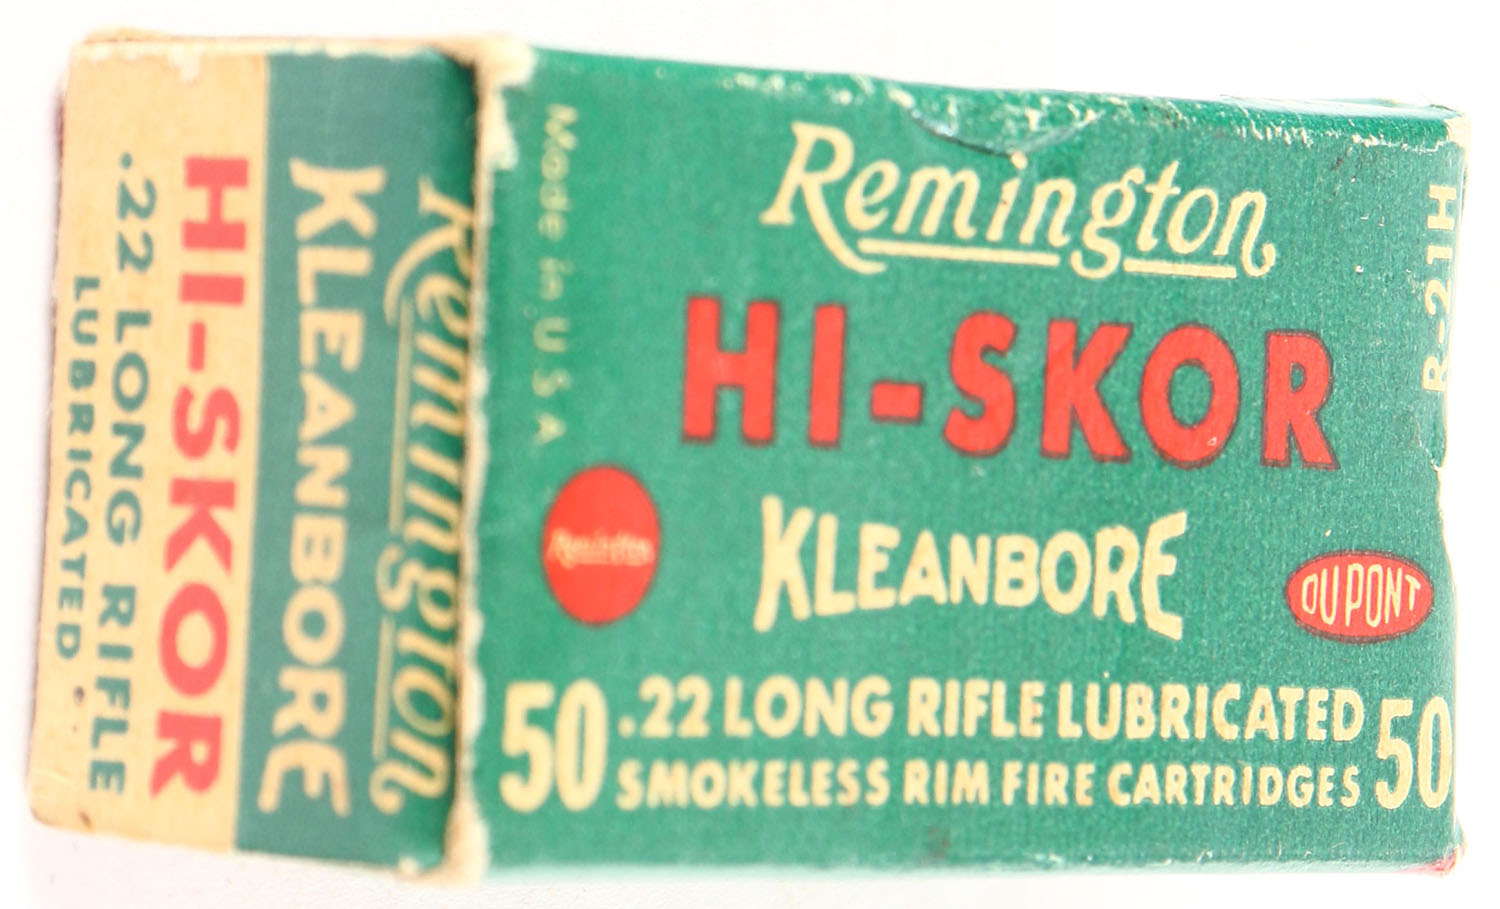 Remington
HI-SKOR
KLEANBORE
50 .22 LONG RIFLE LUBRICATED 50
SMOKELESS RIM FIRE CARTRIDGES
Made in U.S.A
Remington
DU PONT
R-21H
Remington
KLEANBORE
HI-SKOR
.22 LONG RIFLE
LUBRICATED